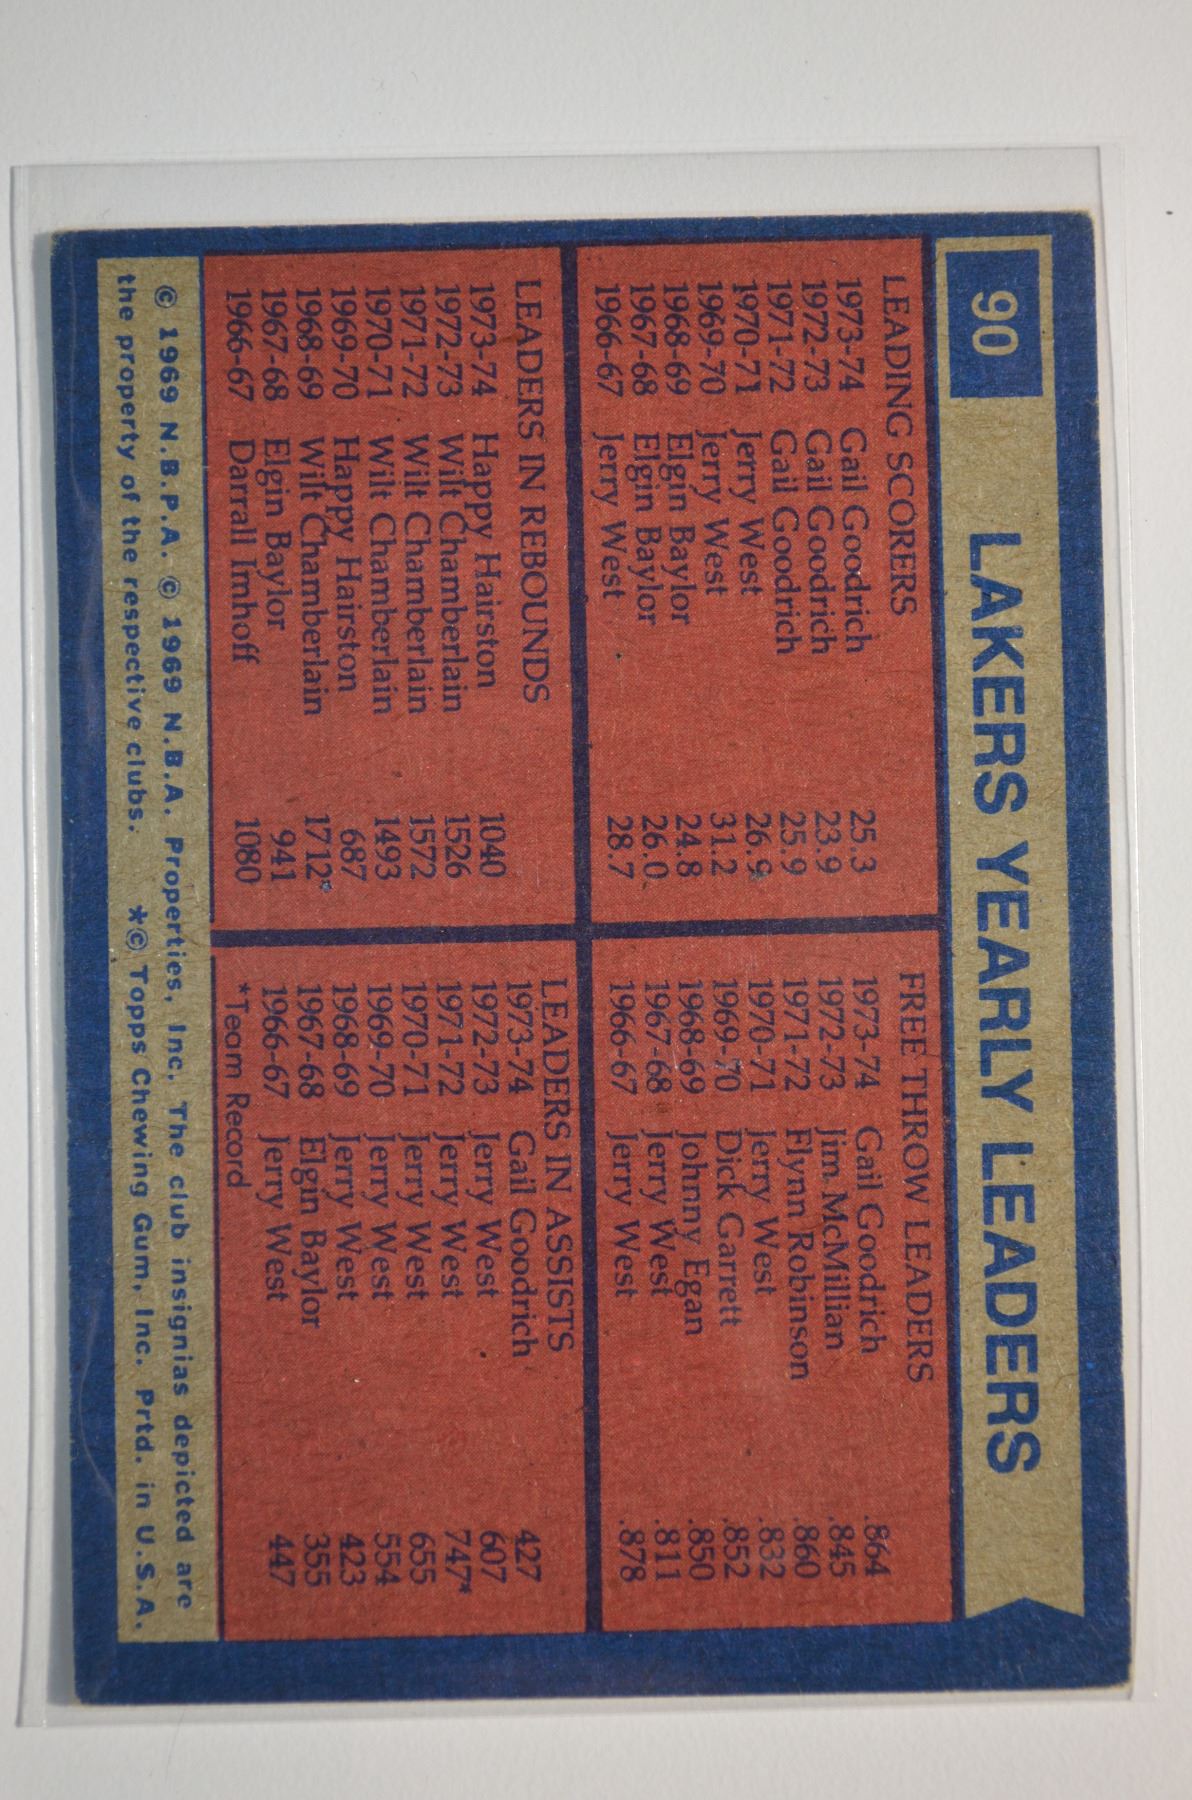 90 LAKERS YEARLY LEADERS
LEADING SCORERS
1973-74 Gail Goodrich 25.3
1972-73 Gail Goodrich 23.9
1971-72 Gail Goodrich 25.9
1970-71 Jerry West 26.9
1969-70 Jerry West 31.2
1968-69 Elgin Baylor 24.8
1967-68 Elgin Baylor 26.0
1966-67 Jerry West 28.7
FREE THROW LEADERS
1973-74 Gail Goodrich .864
1972-73 Jim McMillian .845
1971-72 Flynn Robinson .860
1970-71 Jerry West .832
1969-70 Dick Garrett .852
1968-69 Johnny Egan .850
1967-68 Jerry West .811
1966-67 Jerry West .878
LEADERS IN REBOUNDS
1973-74 Happy Hairston 1040
1972-73 Wilt Chamberlain 1526
1971-72 Wilt Chamberlain 1572
1970-71 Wilt Chamberlain 1493
1969-70 Happy Hairston 687
1968-69 Wilt Chamberlain 1712*
1967-68 Elgin Baylor 941
1966-67 Darrall Imhoff 1080
LEADERS IN ASSISTS
1973-74 Gail Goodrich 427
1972-73 Jerry West 607
1971-72 Jerry West 747*
1970-71 Jerry West 655
1969-70 Jerry West 554
1968-69 Jerry West 423
1967-68 Elgin Baylor 355
1966-67 Jerry West 447
*Team Record
© 1969 N.B.P.A. © 1969 N.B.A. Properties, Inc. The club insignias depicted are
the property of the respective clubs. *© Topps Chewing Gum, Inc. Prtd. in U.S.A.